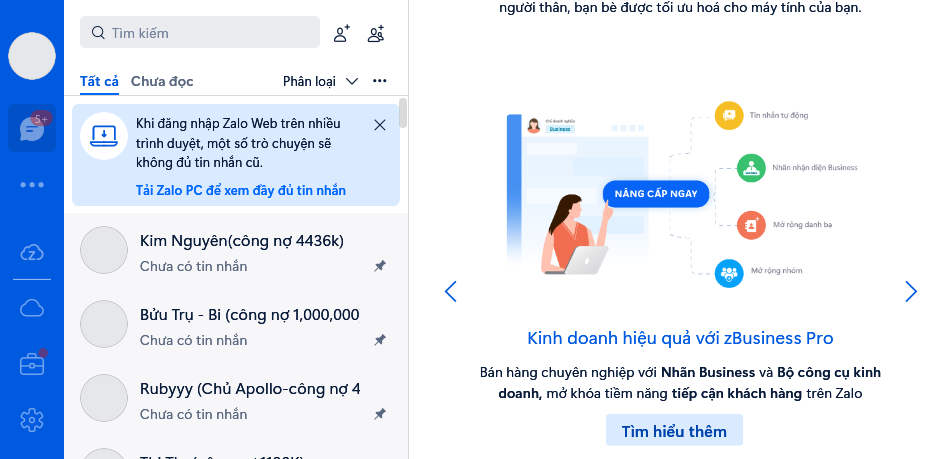 Tìm kiếm
Tất cả
Chưa đọc
Phân loại
5+
Khi đăng nhập Zalo Web trên nhiều
trình duyệt, một số trò chuyện sẽ
không đủ tin nhắn cũ.
Tải Zalo PC để xem đầy đủ tin nhắn
Kim Nguyên(công nợ 4436k)
Chưa có tin nhắn
Bửu Trụ - Bi (công nợ 1,000,000
Chưa có tin nhắn
Rubyyy (Chủ Apollo-công nợ 4
Chưa có tin nhắn
người thân, bạn bè được tối ưu hoá cho máy tính của bạn.
Chủ doanh nghiệp
Business
NÂNG CẤP NGAY
Tin nhắn tự động
Nhãn nhận diện Business
Mở rộng danh bạ
Mở rộng nhóm
Kinh doanh hiệu quả với zBusiness Pro
Bán hàng chuyên nghiệp với Nhãn Business và Bộ công cụ kinh
doanh, mở khóa tiềm năng tiếp cận khách hàng trên Zalo
Tìm hiểu thêm